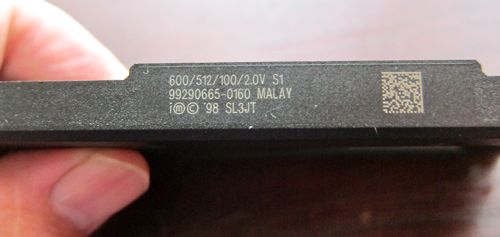 600/512/100/2.0V S1
99290665-0160 MALAY
i ⓜ © '98 SL3JT